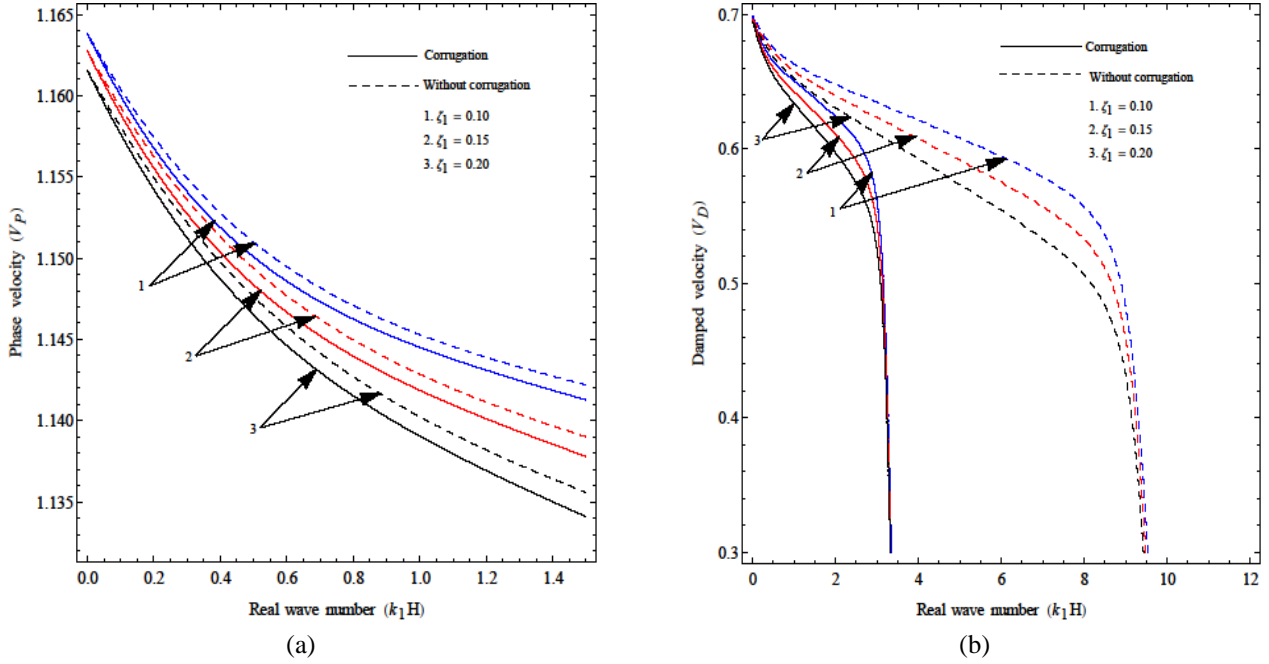 1.165
1.160
1.155
1.150
1.145
1.140
1.135
Phase velocity (V_P)
Corrugation
Without corrugation
1. ζ₁ = 0.10
2. ζ₁ = 0.15
3. ζ₁ = 0.20
1
2
3
0.0 0.2 0.4 0.6 0.8 1.0 1.2 1.4
Real wave number (k₁H)
(a)
0.7
0.6
0.5
0.4
0.3
Damped velocity (V_D)
Corrugation
Without corrugation
1. ζ₁ = 0.10
2. ζ₁ = 0.15
3. ζ₁ = 0.20
3
2
1
0 2 4 6 8 10 12
Real wave number (k₁H)
(b)